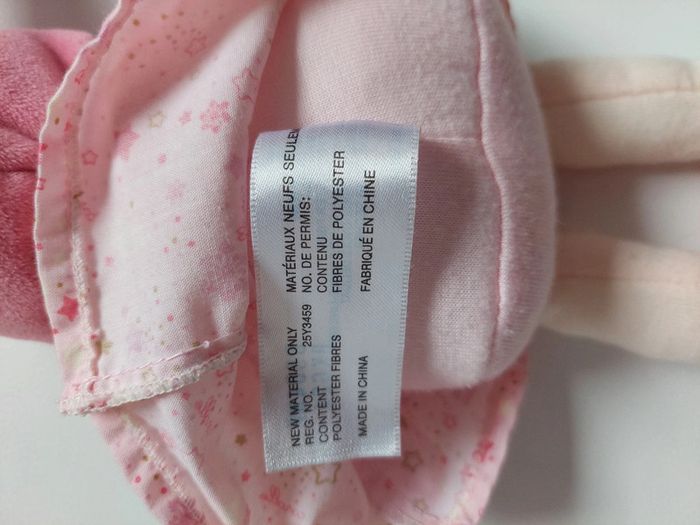 NEW MATERIAL ONLY MATÉRIAUX NEUFS SEULEM
REG. NO. 25Y3459 NO. DE PERMIS:
CONTENT CONTENU
POLYESTER FIBRES FIBRES DE POLYESTER
MADE IN CHINA FABRIQUÉ EN CHINE